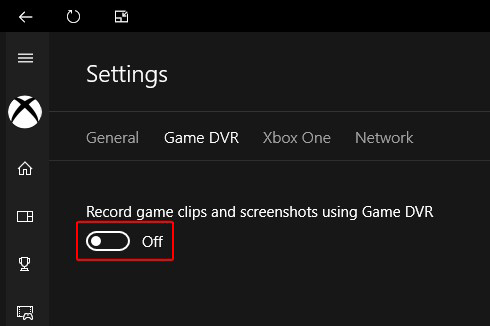 Settings
General Game DVR Xbox One Network
Record game clips and screenshots using Game DVR
Off